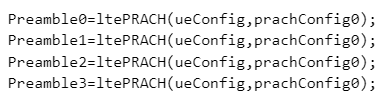 Preamble0=ltePRACH(ueConfig,prachConfig0);
Preamble1=ltePRACH(ueConfig,prachConfig0);
Preamble2=ltePRACH(ueConfig,prachConfig0);
Preamble3=ltePRACH(ueConfig,prachConfig0);